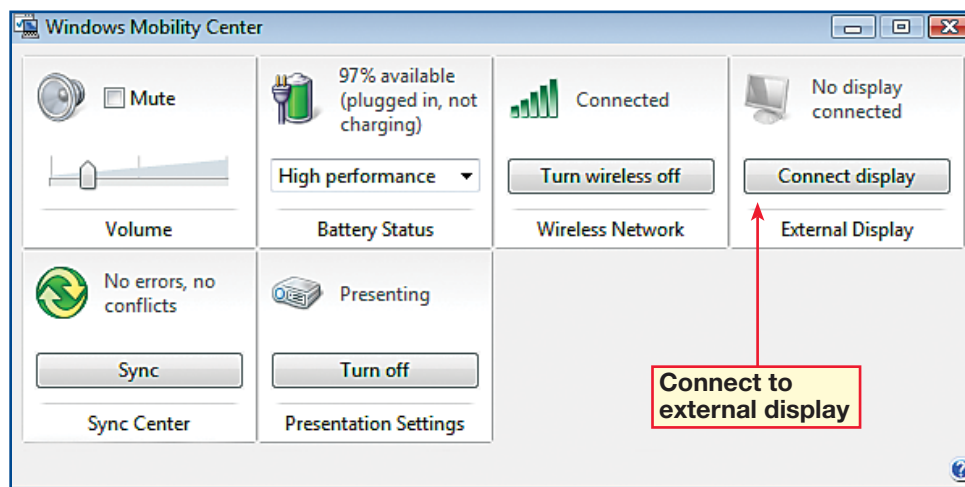 Windows Mobility Center
Mute
Volume
97% available
(plugged in, not
charging)
High performance
Battery Status
Connected
Turn wireless off
Wireless Network
No display
connected
Connect display
External Display
No errors, no
conflicts
Sync
Sync Center
Presenting
Turn off
Presentation Settings
Connect to
external display
?